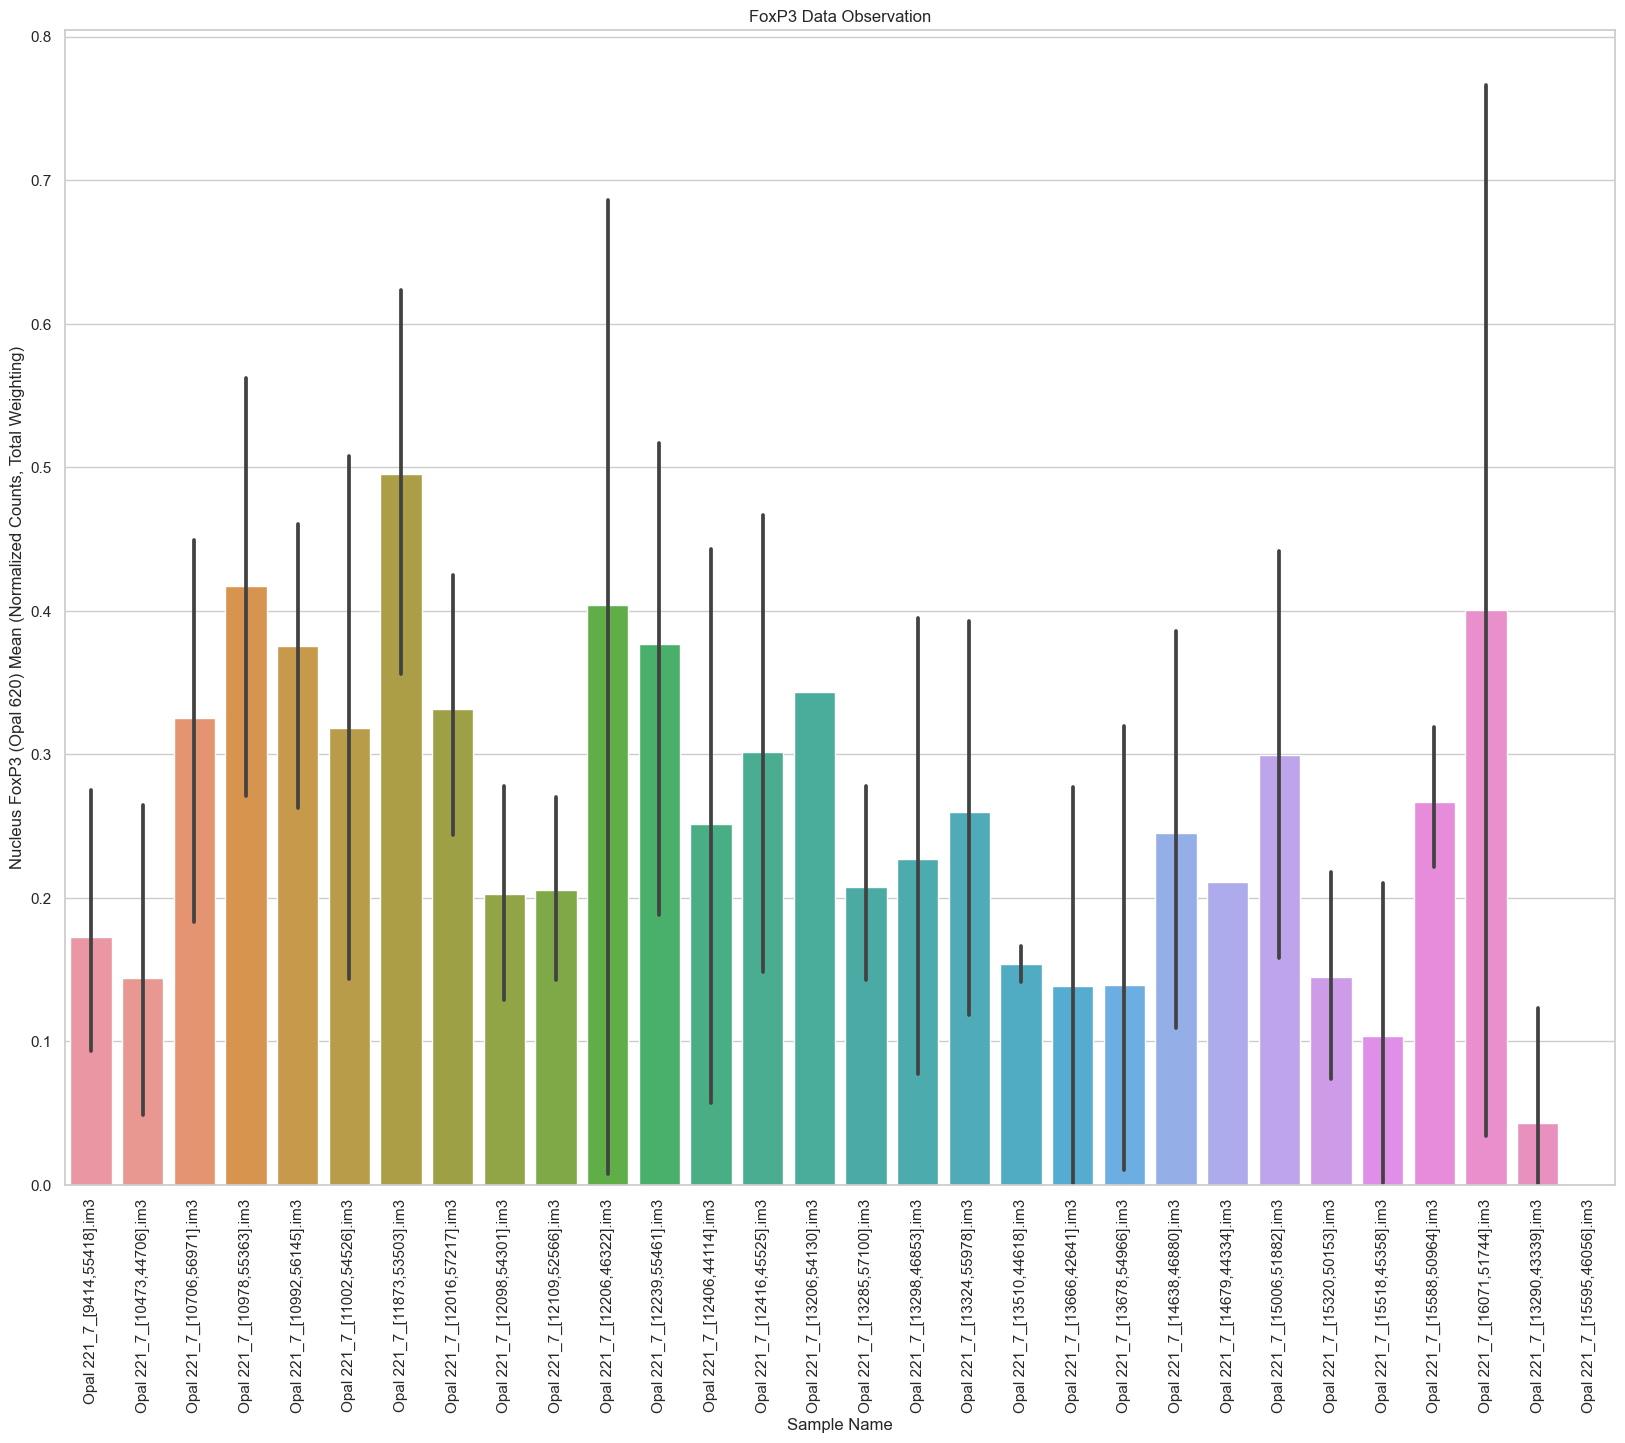 FoxP3 Data Observation
Nucleus FoxP3 (Opal 620) Mean (Normalized Counts, Total Weighting)
0.8
0.7
0.6
0.5
0.4
0.3
0.2
0.1
0.0
Opal 221_7_[9414,55418].im3
Opal 221_7_[10473,44706].im3
Opal 221_7_[10706,56971].im3
Opal 221_7_[10978,55363].im3
Opal 221_7_[10992,56145].im3
Opal 221_7_[11002,54526].im3
Opal 221_7_[11873,53503].im3
Opal 221_7_[12016,57217].im3
Opal 221_7_[12098,54301].im3
Opal 221_7_[12109,52566].im3
Opal 221_7_[12206,46322].im3
Opal 221_7_[12239,55461].im3
Opal 221_7_[12406,44114].im3
Opal 221_7_[12416,45525].im3
Opal 221_7_[13206,54130].im3
Opal 221_7_[13285,57100].im3
Opal 221_7_[13298,46853].im3
Opal 221_7_[13324,55978].im3
Opal 221_7_[13510,44618].im3
Opal 221_7_[13666,42641].im3
Opal 221_7_[13678,54966].im3
Opal 221_7_[14638,46880].im3
Opal 221_7_[14679,44334].im3
Opal 221_7_[15006,51882].im3
Opal 221_7_[15320,50153].im3
Opal 221_7_[15518,45358].im3
Opal 221_7_[15588,50964].im3
Opal 221_7_[16071,51744].im3
Opal 221_7_[13290,43339].im3
Opal 221_7_[15595,46056].im3
Sample Name